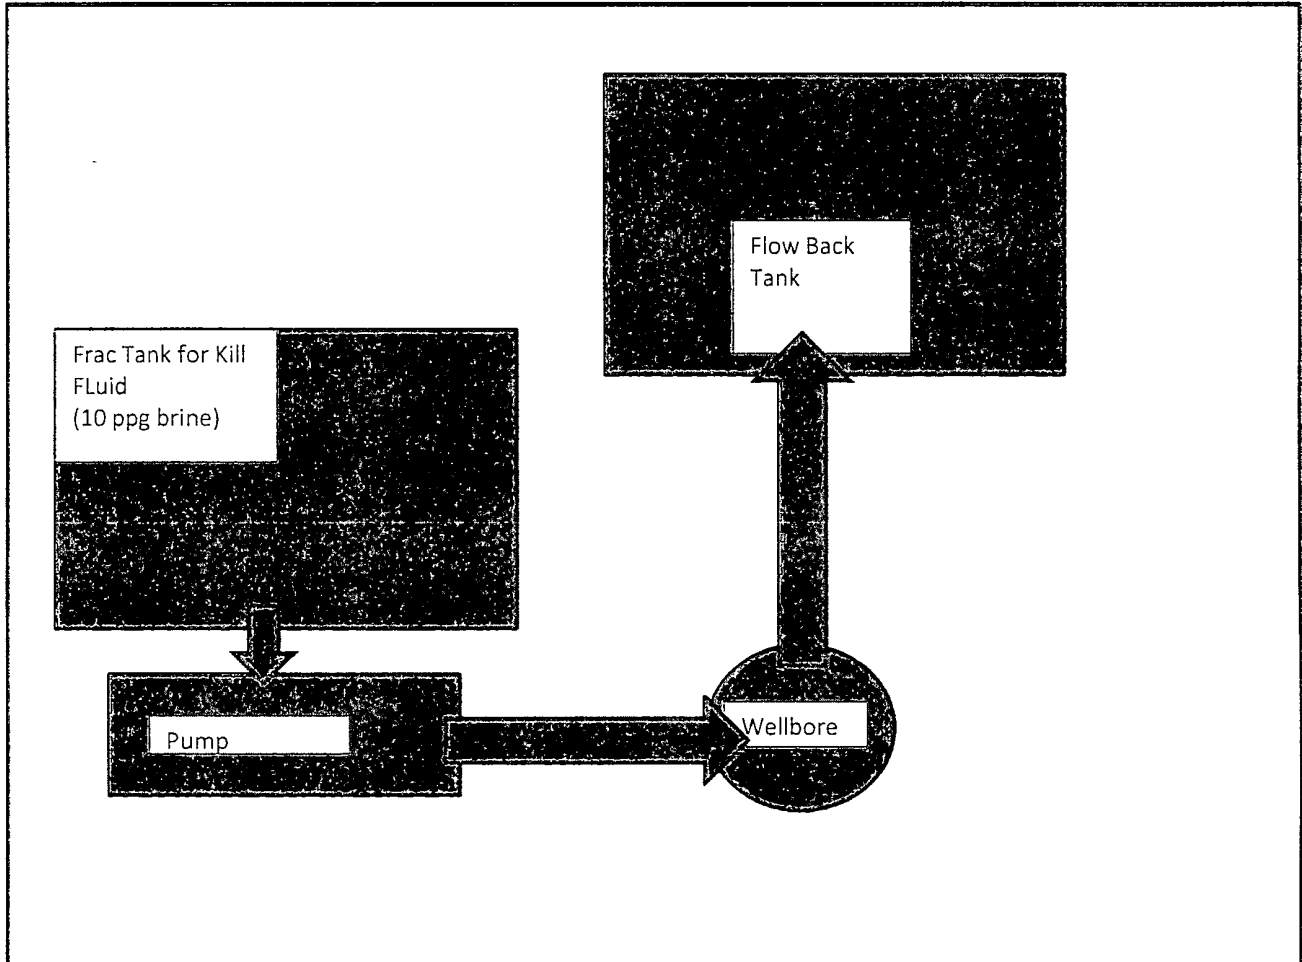 Flow Back
Tank
Frac Tank for Kill
FLuid
(10 ppg brine)
Pump
Wellbore